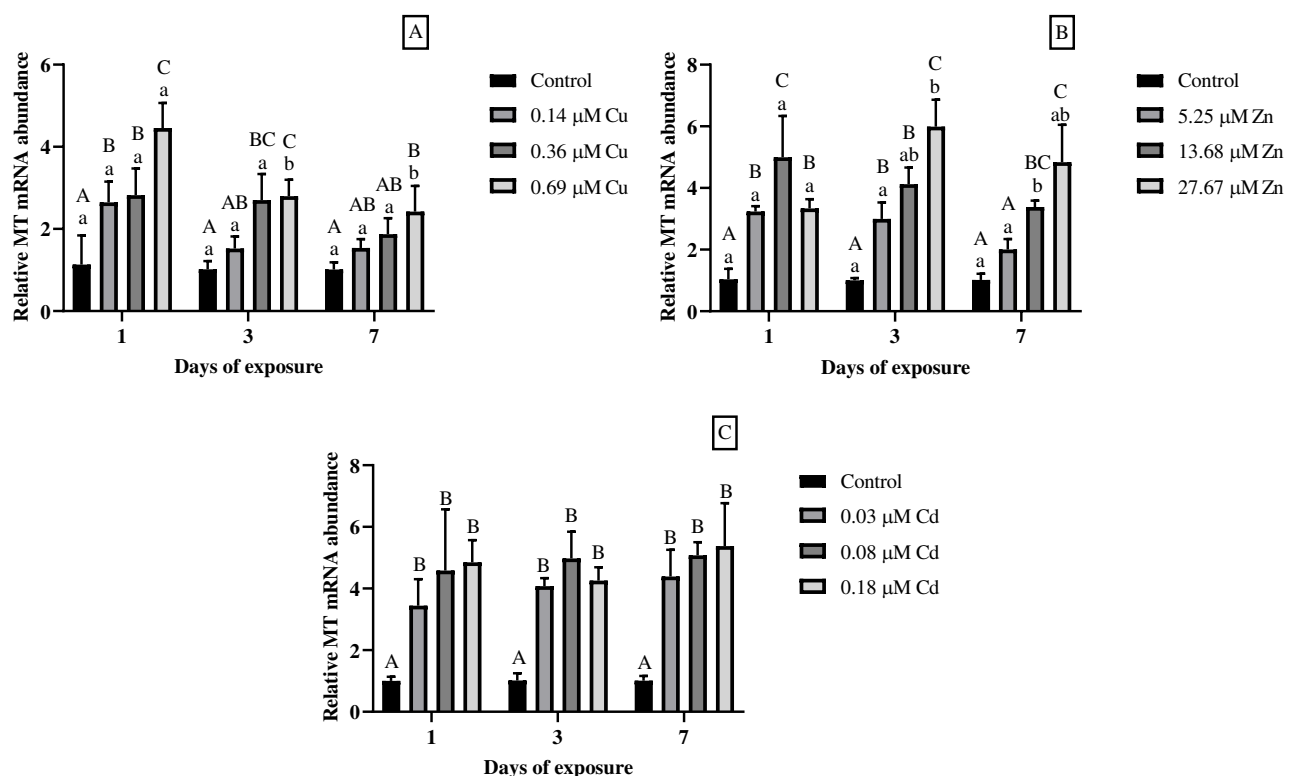 A
Relative MT mRNA abundance
6
4
2
0
A
a
B
a
B
a
C
a
A
a
AB
a
BC
a
C
b
A
a
AB
a
AB
a
B
b
1
3
7
Days of exposure
Control
0.14 μM Cu
0.36 μM Cu
0.69 μM Cu
B
Relative MT mRNA abundance
8
6
4
2
0
A
a
B
a
C
a
B
a
A
a
B
a
B
ab
C
b
A
a
A
a
BC
b
C
ab
1
3
7
Days of exposure
Control
5.25 μM Zn
13.68 μM Zn
27.67 μM Zn
C
Relative MT mRNA abundance
8
6
4
2
0
A
B
B
B
A
B
B
B
A
B
B
B
1
3
7
Days of exposure
Control
0.03 μM Cd
0.08 μM Cd
0.18 μM Cd